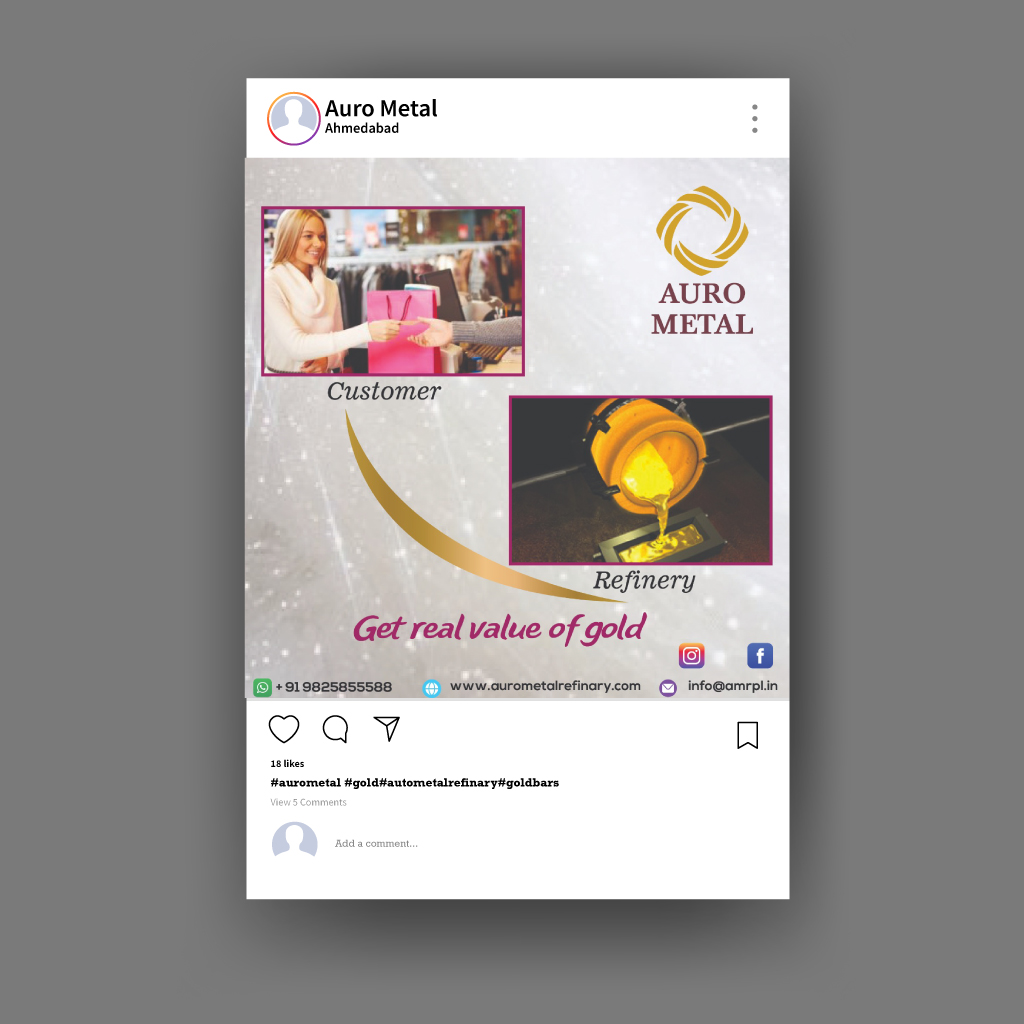 Auro Metal
Ahmedabad
AURO
METAL
Customer
Refinery
Get real value of gold
+ 91 9825855588
www.aurometalrefinary.com
info@amrpl.in
18 likes
#aurometal #gold#autometalrefinary#goldbars
View 5 Comments
Add a comment...